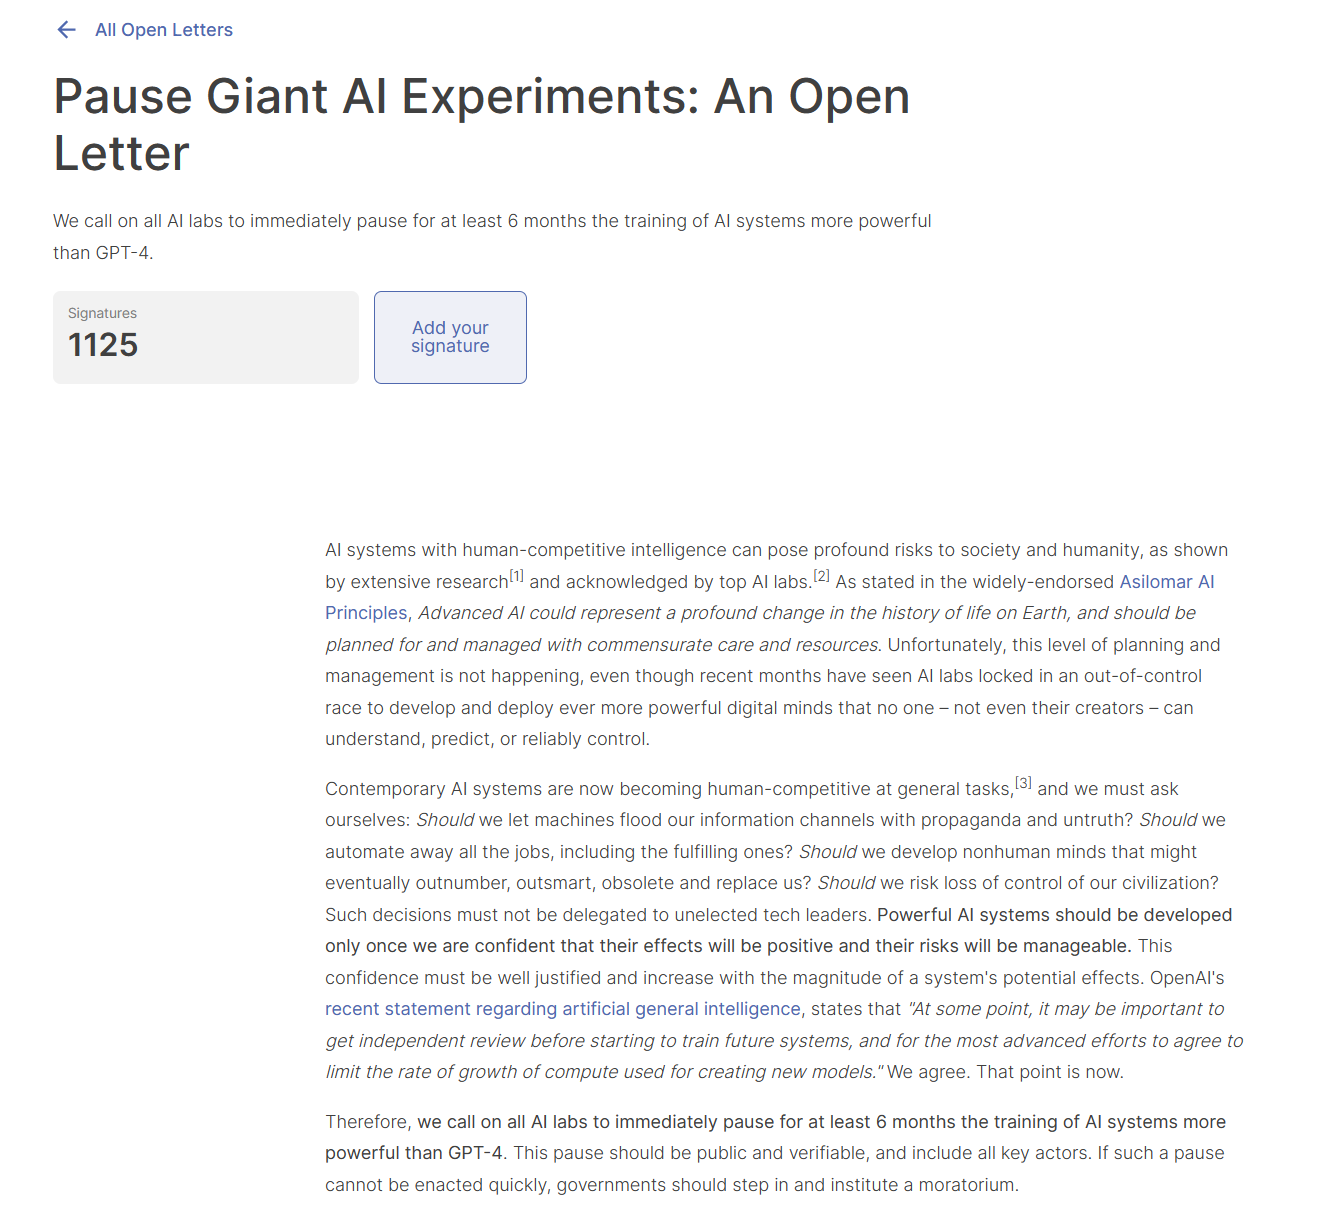 All Open Letters
Pause Giant AI Experiments: An Open
Letter
We call on all AI labs to immediately pause for at least 6 months the training of AI systems more powerful
than GPT-4.
Signatures
1125
Add your
signature
AI systems with human-competitive intelligence can pose profound risks to society and humanity, as shown
by extensive research[1] and acknowledged by top AI labs.[2] As stated in the widely-endorsed Asilomar AI
Principles, Advanced AI could represent a profound change in the history of life on Earth, and should be
planned for and managed with commensurate care and resources. Unfortunately, this level of planning and
management is not happening, even though recent months have seen AI labs locked in an out-of-control
race to develop and deploy ever more powerful digital minds that no one – not even their creators – can
understand, predict, or reliably control.
Contemporary AI systems are now becoming human-competitive at general tasks,[3] and we must ask
ourselves: Should we let machines flood our information channels with propaganda and untruth? Should we
automate away all the jobs, including the fulfilling ones? Should we develop nonhuman minds that might
eventually outnumber, outsmart, obsolete and replace us? Should we risk loss of control of our civilization?
Such decisions must not be delegated to unelected tech leaders. Powerful AI systems should be developed
only once we are confident that their effects will be positive and their risks will be manageable. This
confidence must be well justified and increase with the magnitude of a system's potential effects. OpenAI's
recent statement regarding artificial general intelligence, states that "At some point, it may be important to
get independent review before starting to train future systems, and for the most advanced efforts to agree to
limit the rate of growth of compute used for creating new models." We agree. That point is now.
Therefore, we call on all AI labs to immediately pause for at least 6 months the training of AI systems more
powerful than GPT-4. This pause should be public and verifiable, and include all key actors. If such a pause
cannot be enacted quickly, governments should step in and institute a moratorium.